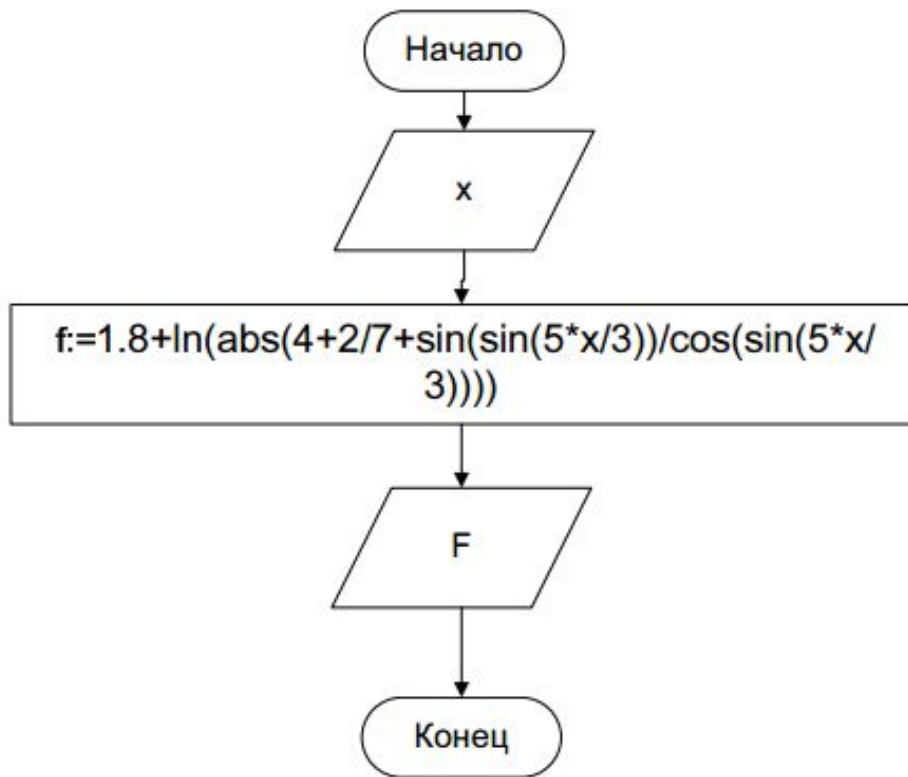 Начало
x
f:=1.8+ln(abs(4+2/7+sin(sin(5*x/3))/cos(sin(5*x/
3))))
F
Конец